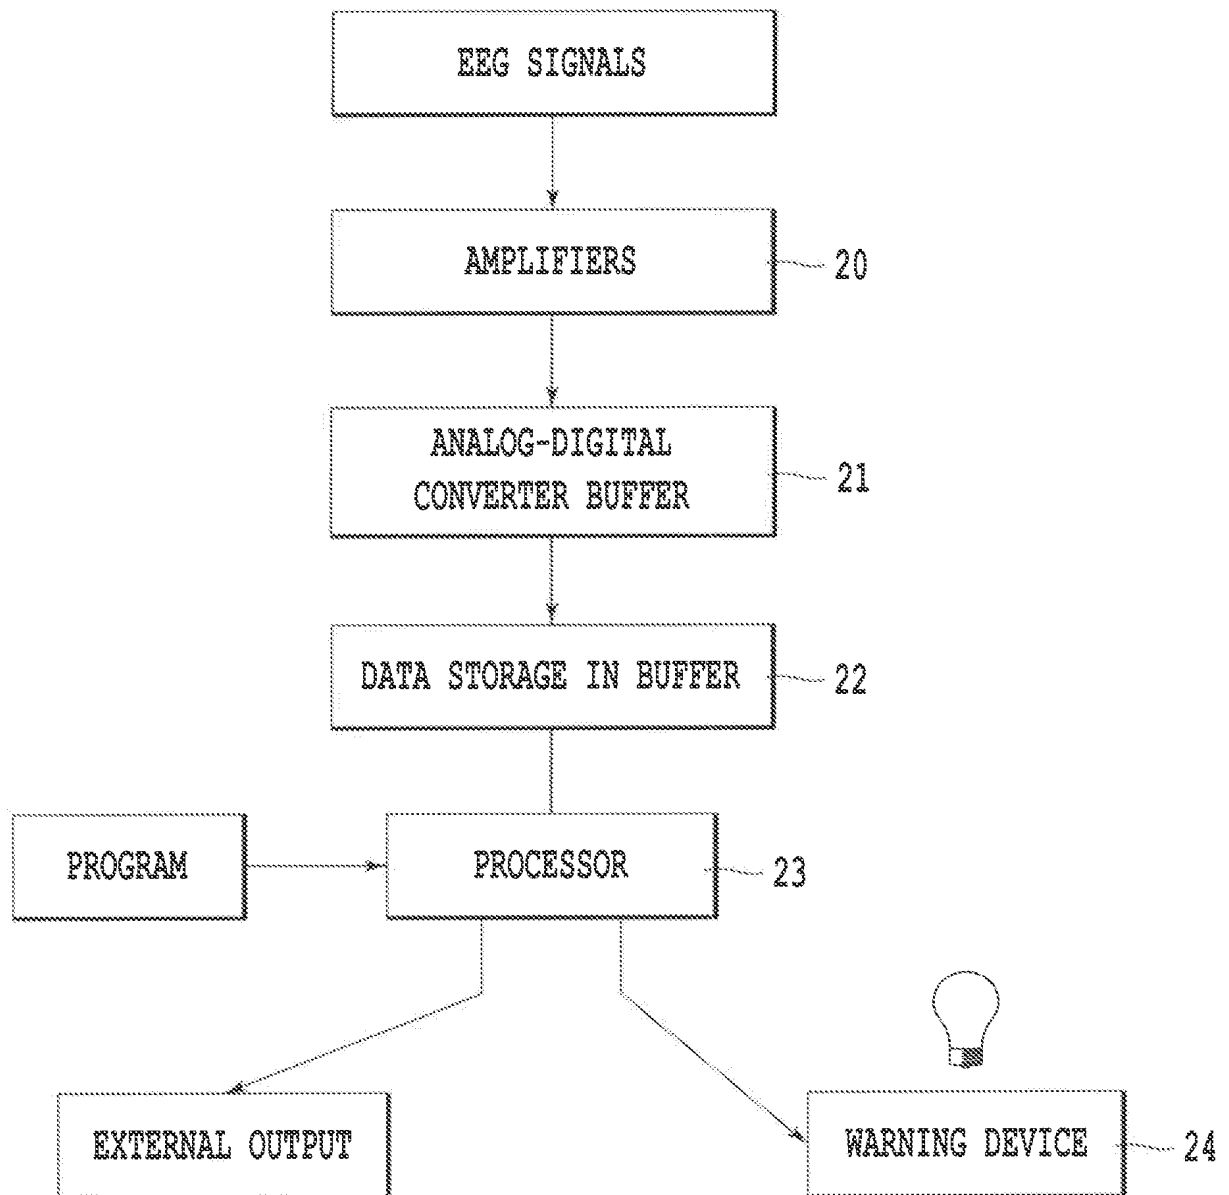 EEG SIGNALS
AMPLIFIERS
20
ANALOG-DIGITAL
CONVERTER BUFFER
21
DATA STORAGE IN BUFFER
22
PROGRAM
PROCESSOR
23
EXTERNAL OUTPUT
WARNING DEVICE
24